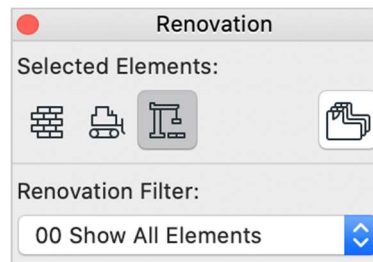 Renovation
Selected Elements:
Renovation Filter:
00 Show All Elements